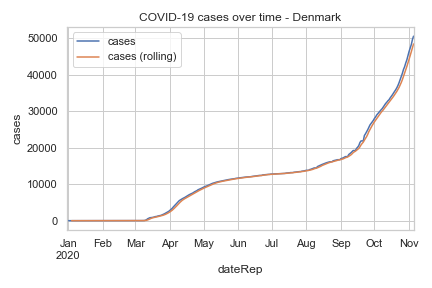 COVID-19 cases over time - Denmark
cases
cases (rolling)
50000
40000
30000
20000
10000
0
cases
Jan Feb Mar Apr May Jun Jul Aug Sep Oct Nov
2020
dateRep